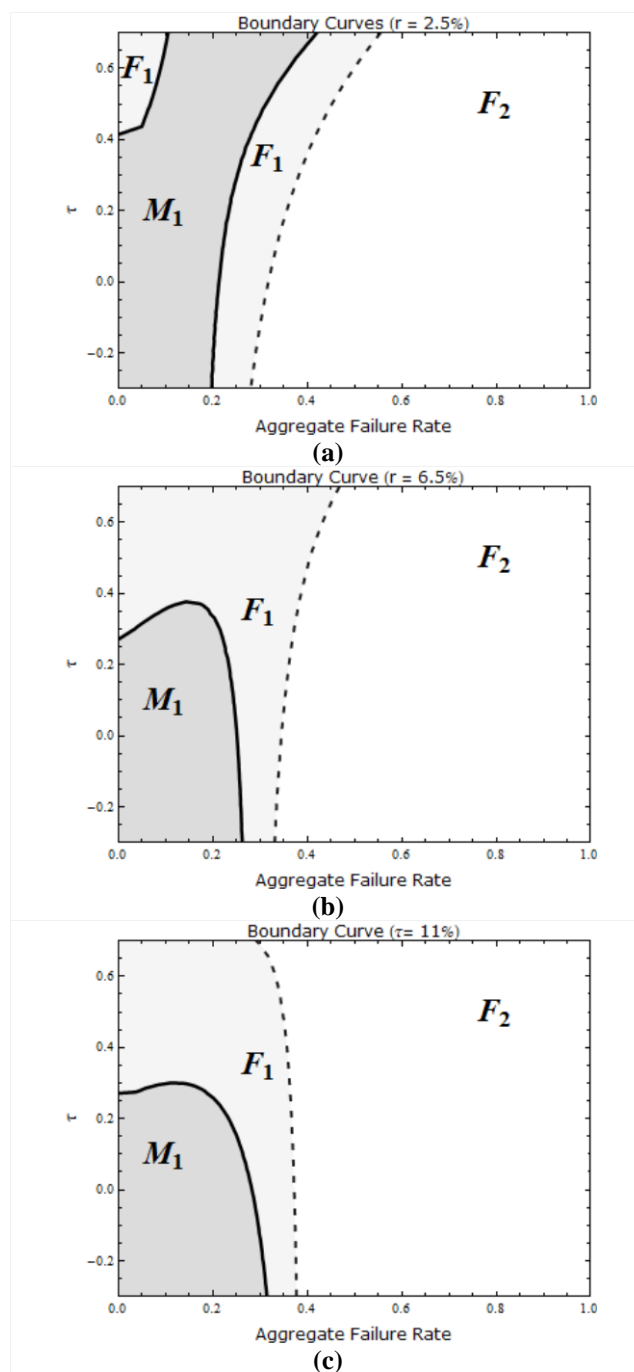 Boundary Curves (r = 2.5%)
0.6
F1
F2
0.4
F1
M1
0.2
τ
0.0
−0.2
0.0 0.2 0.4 0.6 0.8 1.0
Aggregate Failure Rate
(a)
Boundary Curve (r = 6.5%)
0.6
F2
0.4
F1
0.2
M1
τ
0.0
−0.2
0.0 0.2 0.4 0.6 0.8 1.0
Aggregate Failure Rate
(b)
Boundary Curve (τ= 11%)
0.6
F2
0.4
F1
0.2
τ
M1
0.0
−0.2
0.0 0.2 0.4 0.6 0.8 1.0
Aggregate Failure Rate
(c)